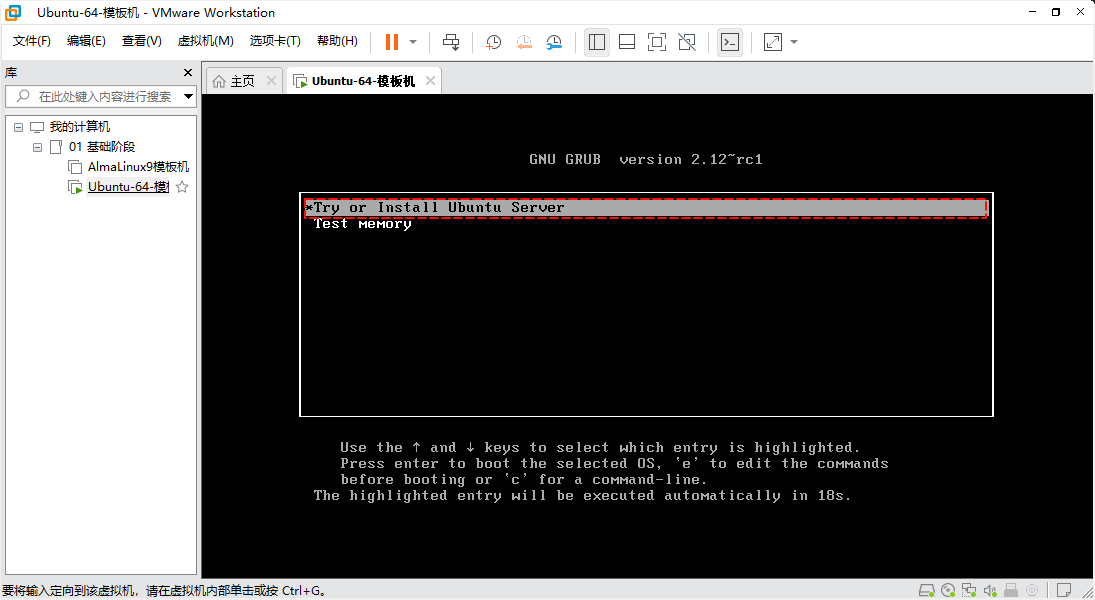 Ubuntu-64-模板机 - VMware Workstation
文件(F) 编辑(E) 查看(V) 虚拟机(M) 选项卡(T) 帮助(H)
库
在此处键入内容进行搜索
我的计算机
01 基础阶段
AlmaLinux9模板机
Ubuntu-64-模
主页
Ubuntu-64-模板机
GNU GRUB version 2.12~rc1
*Try or Install Ubuntu Server
Test memory
Use the ↑ and ↓ keys to select which entry is highlighted.
Press enter to boot the selected OS, `e' to edit the commands
before booting or `c' for a command-line.
The highlighted entry will be executed automatically in 18s.
要将输入定向到该虚拟机，请在虚拟机内部单击或按 Ctrl+G。